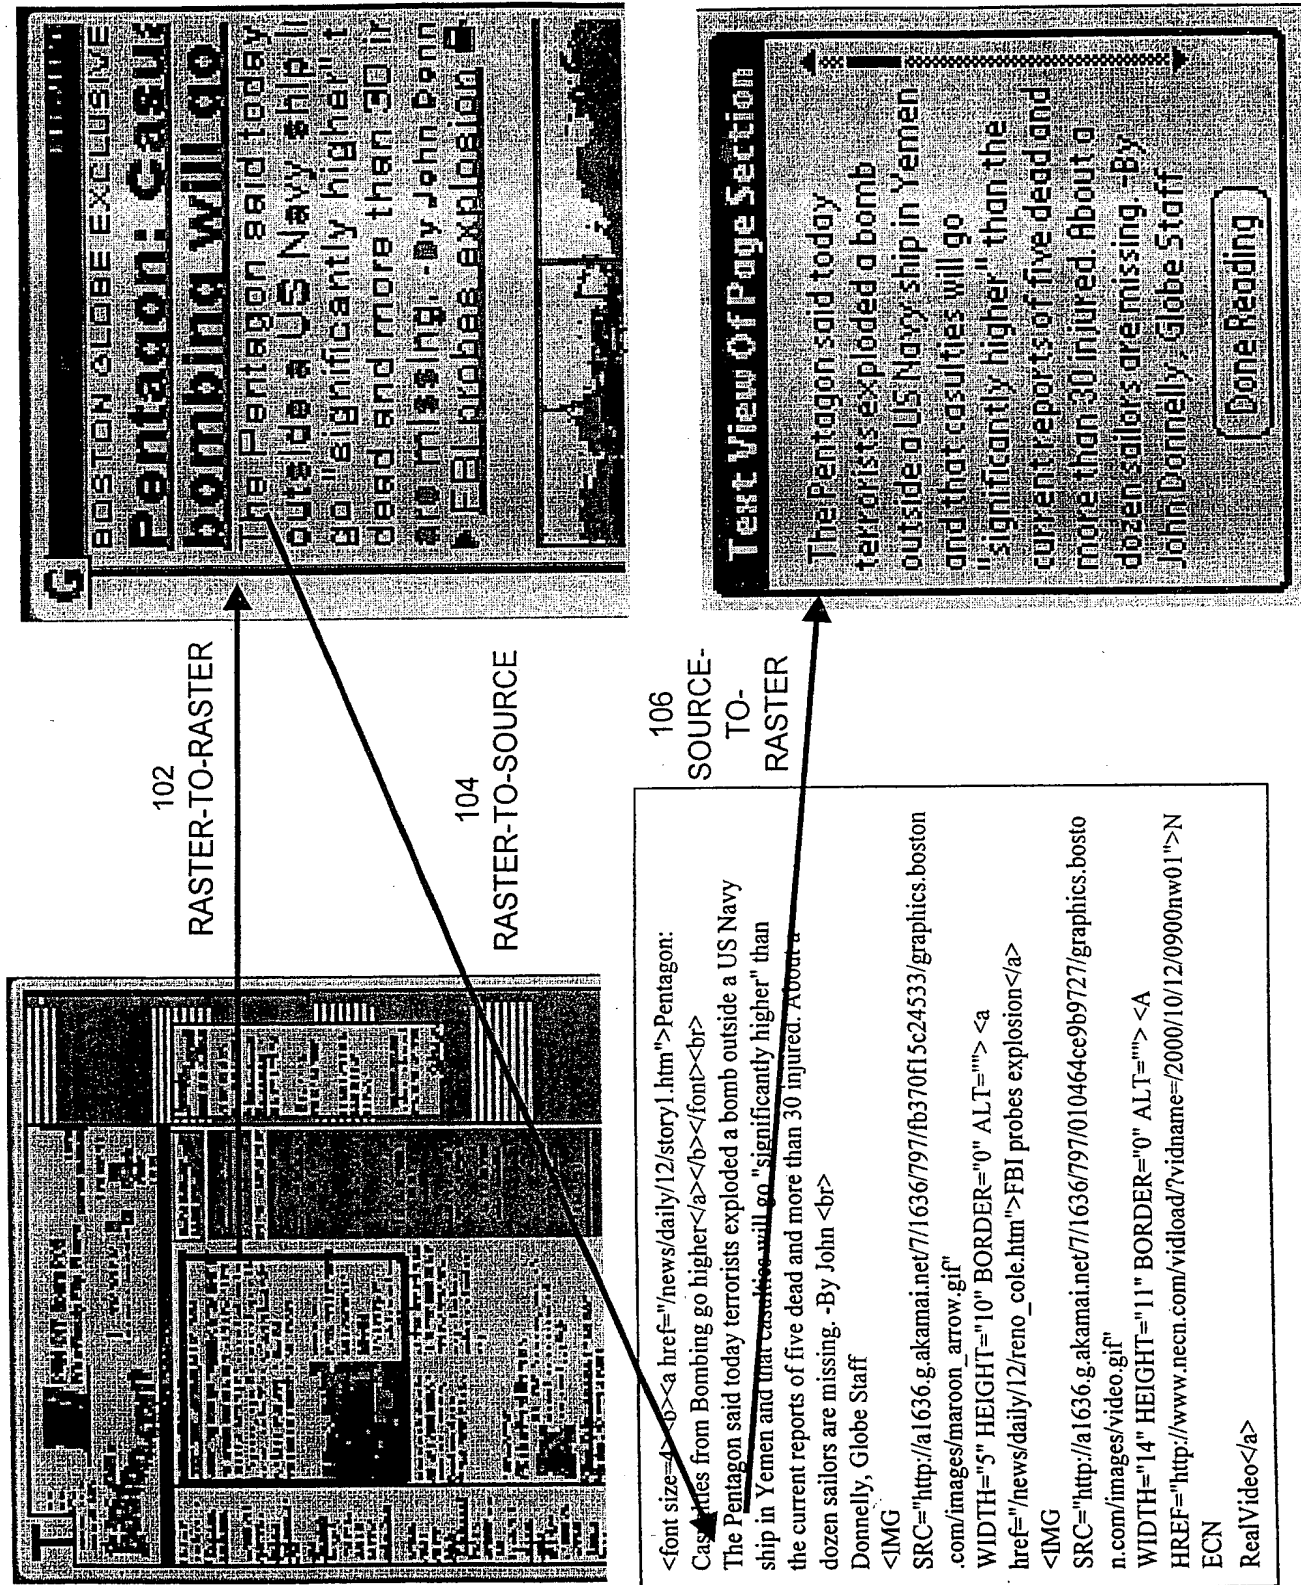 102
RASTER-TO-RASTER
G
BOSTON GLOBE EXCLUSIVE
Pentagon: Casu
bombing will go
The Pentagon said today
outside a US Navy ship i
go "significantly higher" t
dead and more than 30 in
are missing. -By John Donn
FBI probes explosion
104
RASTER-TO-SOURCE
<font size=4><b><a href="/news/daily/12/story1.htm">Pentagon:
Casualties from Bombing go higher</a></b></font><br>
The Pentagon said today terrorists exploded a bomb outside a US Navy
ship in Yemen and that casulties will go "significantly higher" than
the current reports of five dead and more than 30 injured. About a
dozen sailors are missing. -By John <br>
Donnelly, Globe Staff
<IMG
SRC="http://a1636.g.akamai.net/7/1636/797/fb370f15c24533/graphics.boston
.com/images/maroon_arrow.gif"
WIDTH="5" HEIGHT="10" BORDER="0" ALT=""> <a
href="/news/daily/12/reno_cole.htm">FBI probes explosion</a>
<IMG
SRC="http://a1636.g.akamai.net/7/1636/797/010464ce9b9727/graphics.bosto
n.com/images/video.gif"
WIDTH="14" HEIGHT="11" BORDER="0" ALT=""> <A
HREF="http://www.necn.com/vidload/?vidname=/2000/10/12/0900nw01">N
ECN
RealVideo</a>
106
SOURCE-
TO-
RASTER
Text View Of Page Section
The Pentagon said today
terrorists exploded a bomb
outside a US Navy ship in Yemen
and that casulties will go
"significantly higher" than the
current reports of five dead and
more than 30 injured. About a
dozen sailors are missing. -By
John Donnelly, Globe Staff
Done Reading